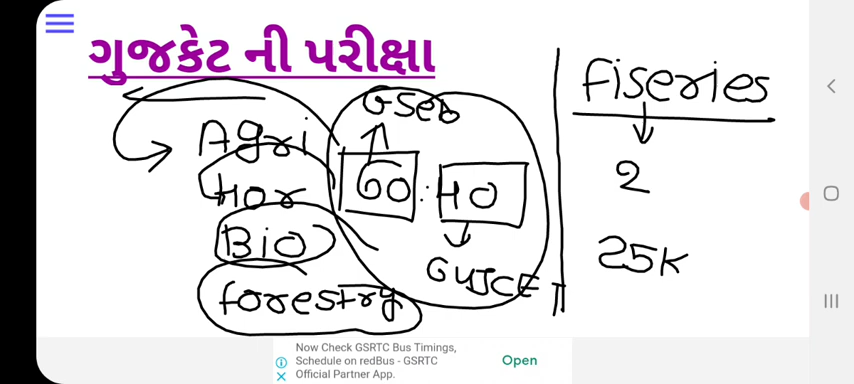 ગુજકેટ ની પરીક્ષા
GSEB
Agri
Hor
Bio
forestry
60 : 40
GUJCET
fiseries
2
25K
Now Check GSRTC Bus Timings,
Schedule on redBus - GSRTC
Official Partner App.
Open